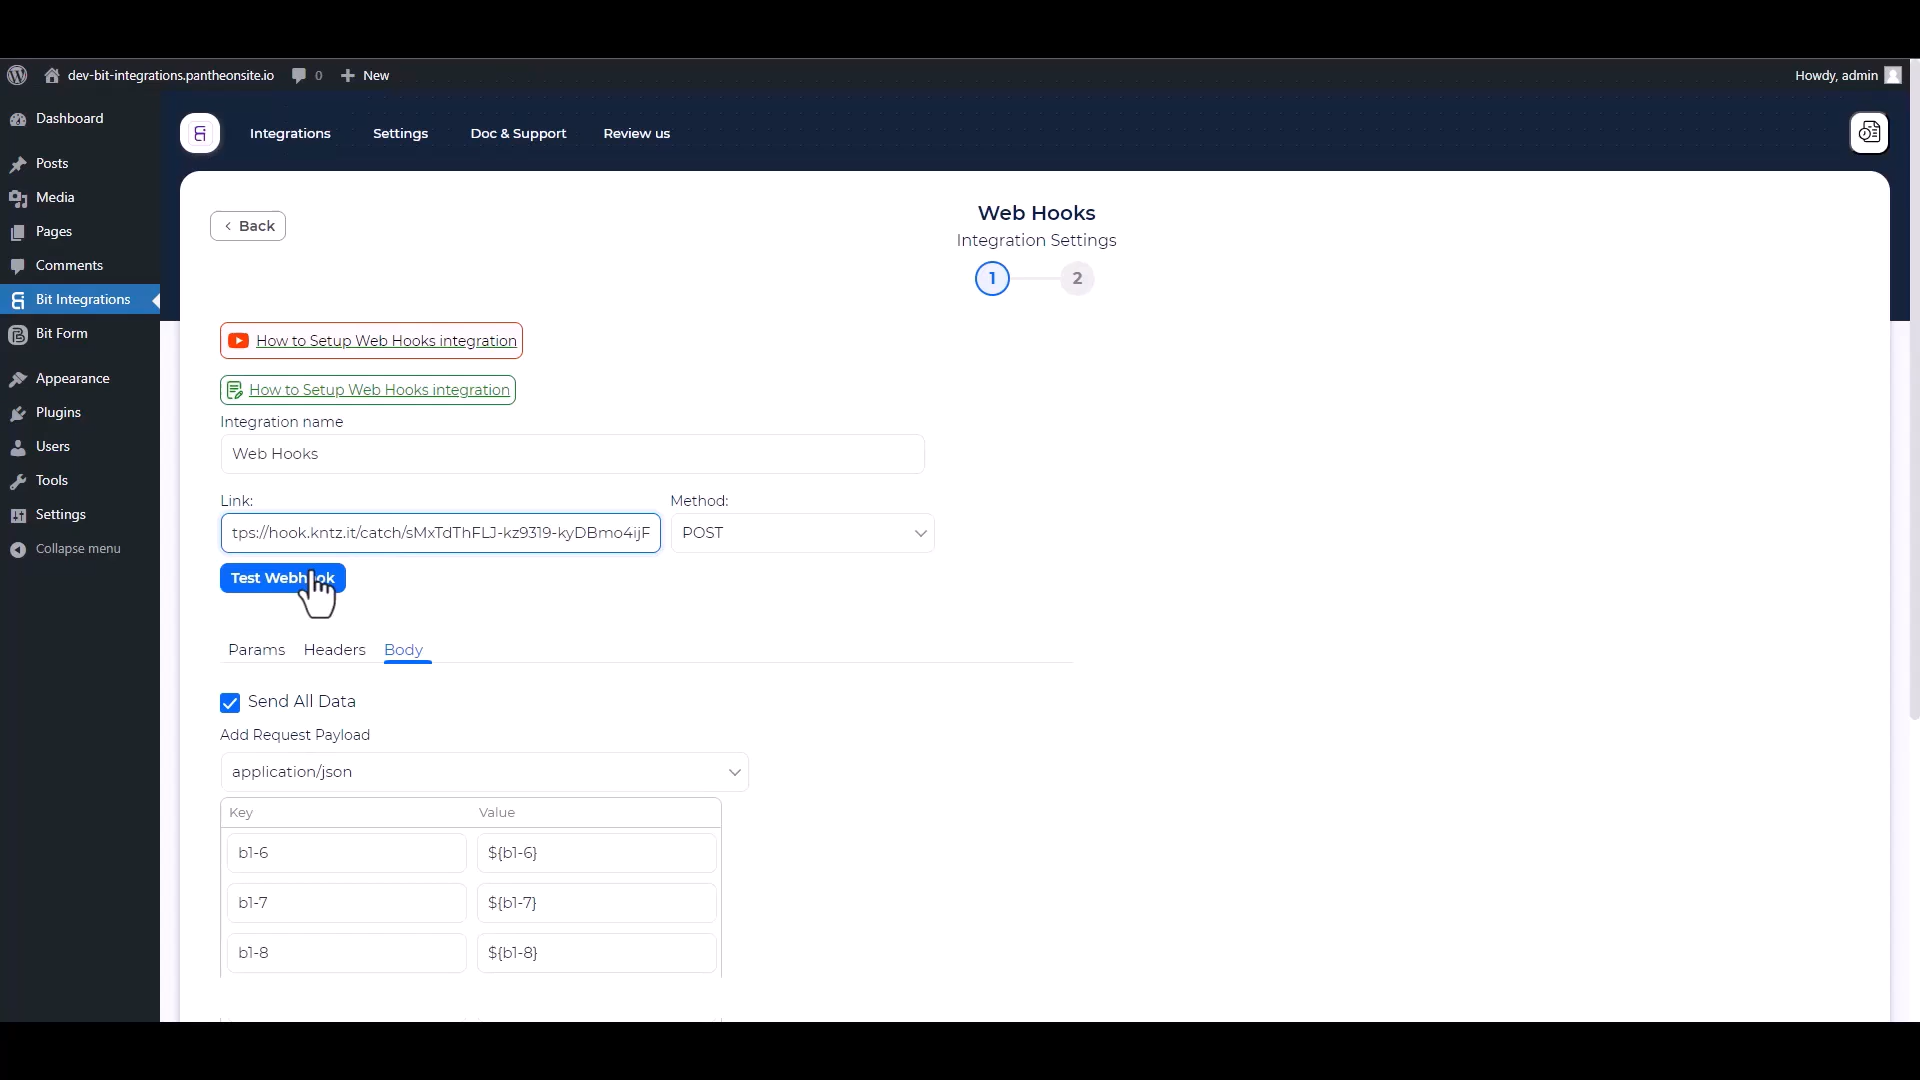 dev-bit-integrations.pantheonsite.io 0 New Howdy, admin
Dashboard
Posts
Media
Pages
Comments
Bit Integrations
Bit Form
Appearance
Plugins
Users
Tools
Settings
Collapse menu
Integrations Settings Doc & Support Review us
Back
Web Hooks
Integration Settings
1 2
How to Setup Web Hooks integration
How to Setup Web Hooks integration
Integration name
Web Hooks
Link: Method:
tps://hook.kntz.it/catch/sMxTdThFLJ-kz9319-kyDBmo4ijF POST
Test Webhook
Params Headers Body
Send All Data
Add Request Payload
application/json
Key Value
b1-6 ${b1-6}
b1-7 ${b1-7}
b1-8 ${b1-8}